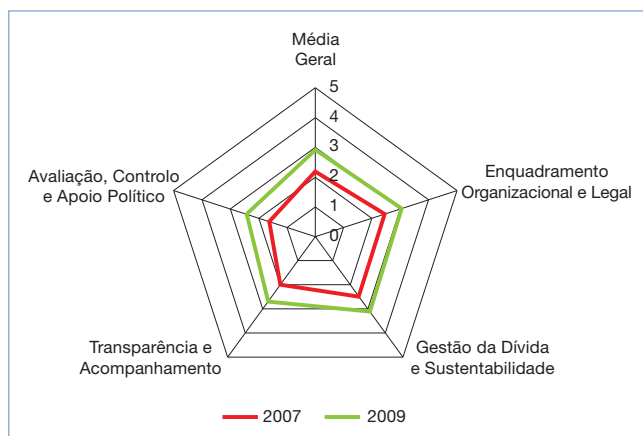 Média
Geral
5
4
3
2
1
0
Avaliação, Controlo
e Apoio Político
Enquadramento
Organizacional e Legal
Transparência e
Acompanhamento
Gestão da Dívida
e Sustentabilidade
2007
2009